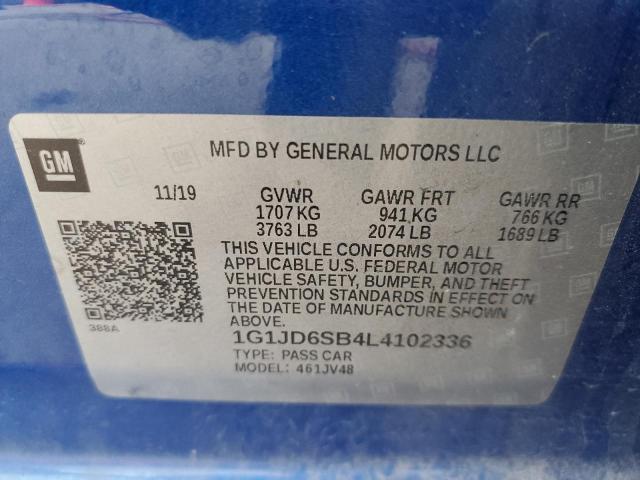 GM
MFD BY GENERAL MOTORS LLC
11/19 GVWR GAWR FRT GAWR RR
1707 KG 941 KG 766 KG
3763 LB 2074 LB 1689 LB
THIS VEHICLE CONFORMS TO ALL
APPLICABLE U.S. FEDERAL MOTOR
VEHICLE SAFETY, BUMPER, AND THEFT
PREVENTION STANDARDS IN EFFECT ON
THE DATE OF MANUFACTURE SHOWN
ABOVE.
388A
1G1JD6SB4L4102336
TYPE: PASS CAR
MODEL: 461JV48